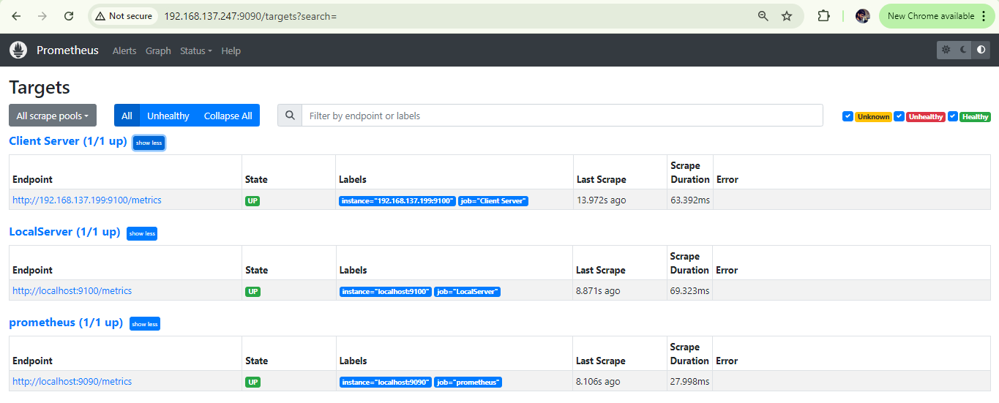 Not secure 192.168.137.247:9090/targets?search= New Chrome available
Prometheus Alerts Graph Status Help
Targets
All scrape pools All Unhealthy Collapse All Filter by endpoint or labels Unknown Unhealthy Healthy
Client Server (1/1 up) show less
Endpoint State Labels Last Scrape Scrape Duration Error
http://192.168.137.199:9100/metrics UP instance="192.168.137.199:9100" job="Client Server" 13.972s ago 63.392ms
LocalServer (1/1 up) show less
Endpoint State Labels Last Scrape Scrape Duration Error
http://localhost:9100/metrics UP instance="localhost:9100" job="LocalServer" 8.871s ago 69.323ms
prometheus (1/1 up) show less
Endpoint State Labels Last Scrape Scrape Duration Error
http://localhost:9090/metrics UP instance="localhost:9090" job="prometheus" 8.106s ago 27.998ms